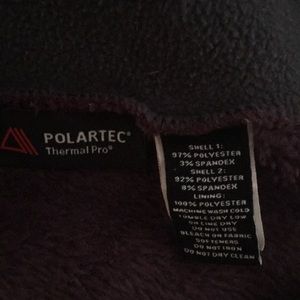 POLARTEC®
Thermal Pro®
SHELL 1:
97% POLYESTER
3% SPANDEX
SHELL 2:
92% POLYESTER
8% SPANDEX
LINING:
100% POLYESTER
MACHINE WASH COLD
TUMBLE DRY LOW
OR LINE DRY
DO NOT USE
BLEACH OR FABRIC
SOFTENERS
DO NOT IRON
DO NOT DRY CLEAN